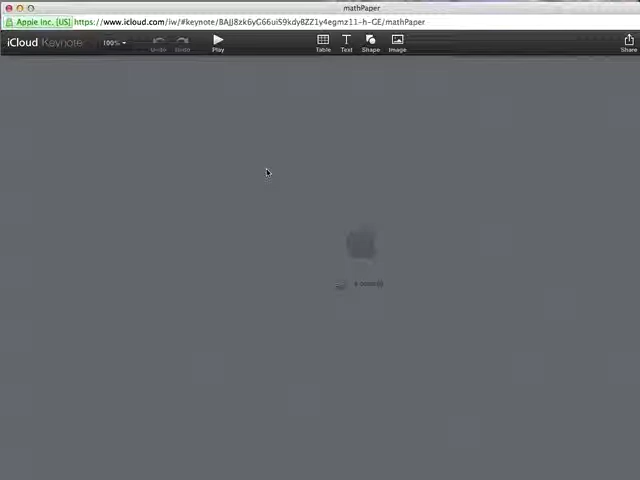 mathPaper
Apple Inc. [US] https://www.icloud.com/iw/#keynote/BAJJ8zk6yG66uiS9kdy8ZZ1y4egmz11-h-GE/mathPaper
iCloud Keynote 100% Undo Redo Play Table Text Shape Image Share